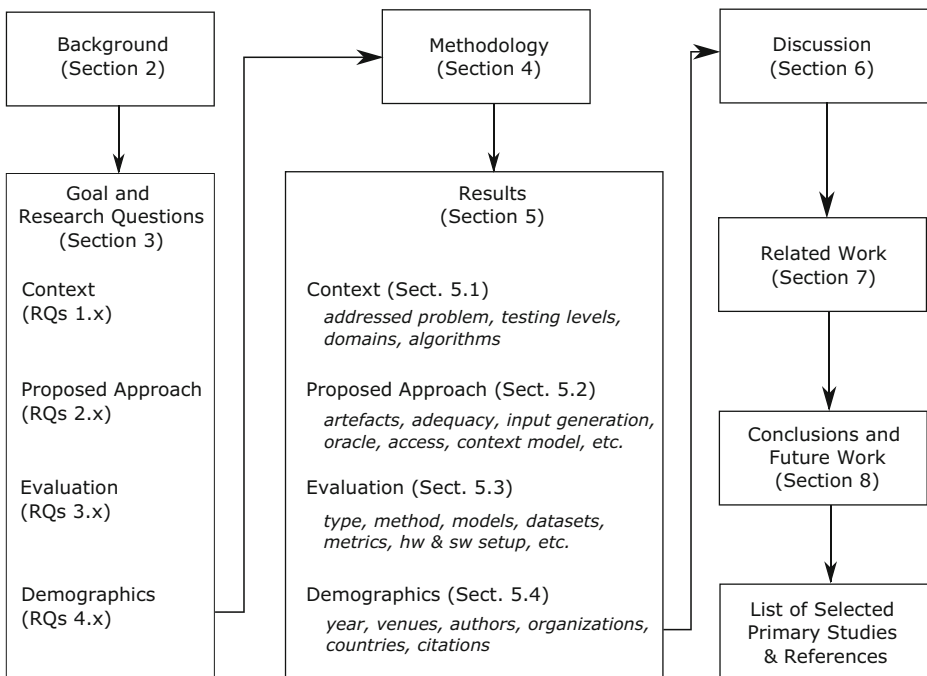 Background
(Section 2)
Goal and
Research Questions
(Section 3)
Context
(RQs 1.x)
Proposed Approach
(RQs 2.x)
Evaluation
(RQs 3.x)
Demographics
(RQs 4.x)
Methodology
(Section 4)
Results
(Section 5)
Context (Sect. 5.1)
addressed problem, testing levels,
domains, algorithms
Proposed Approach (Sect. 5.2)
artefacts, adequacy, input generation,
oracle, access, context model, etc.
Evaluation (Sect. 5.3)
type, method, models, datasets,
metrics, hw & sw setup, etc.
Demographics (Sect. 5.4)
year, venues, authors, organizations,
countries, citations
Discussion
(Section 6)
Related Work
(Section 7)
Conclusions and
Future Work
(Section 8)
List of Selected
Primary Studies
& References